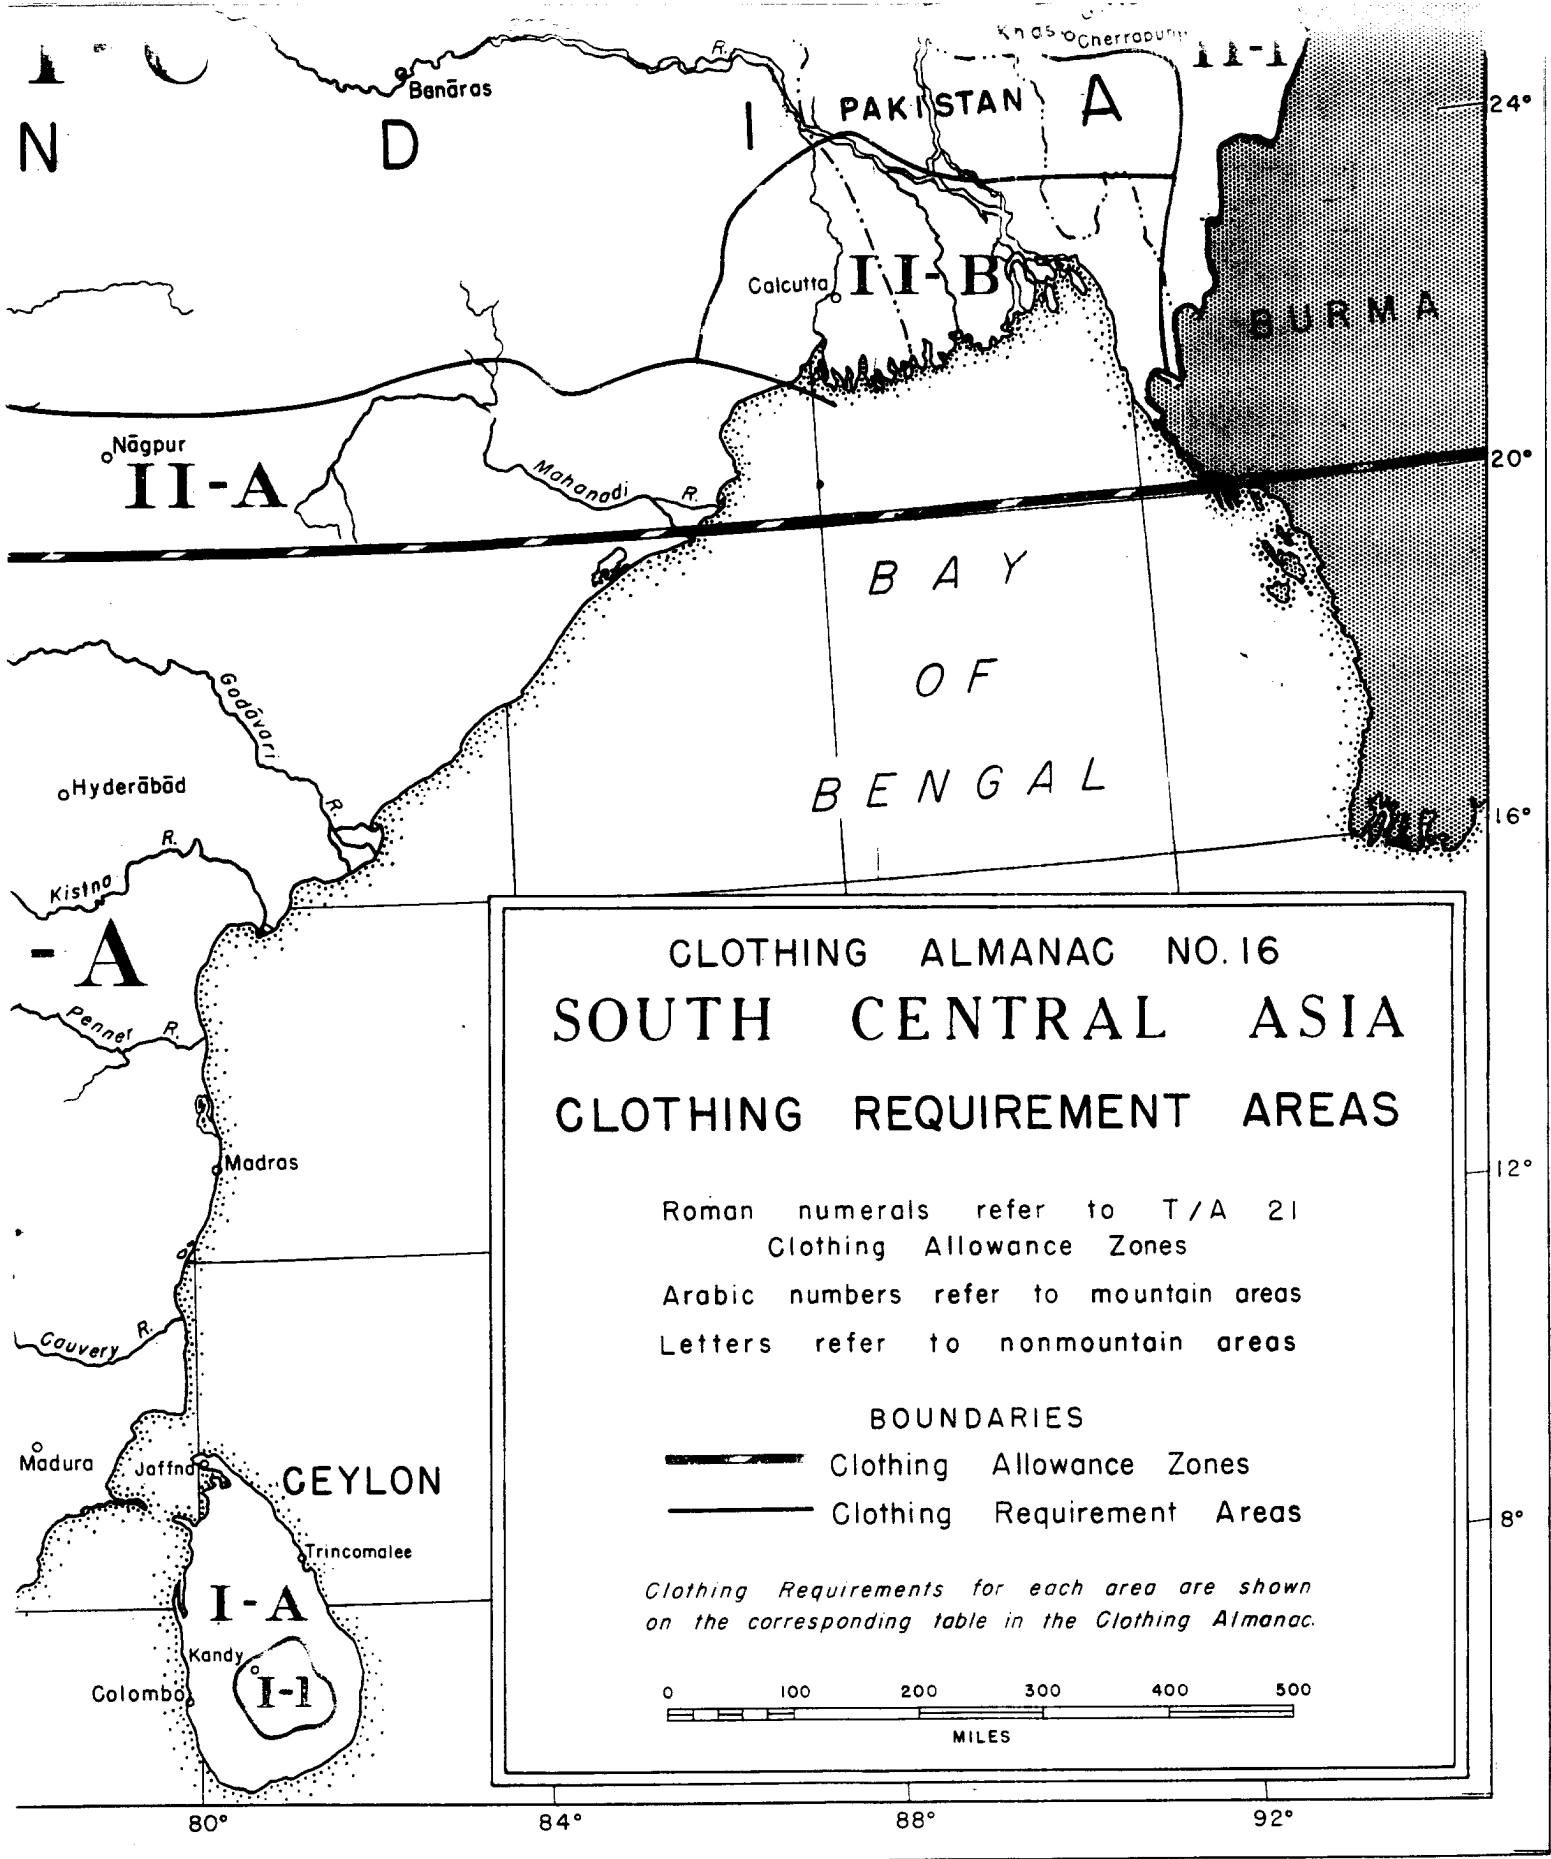 Cherrapunji
R.
Benāras
PAKISTAN A
24°
N D I
Calcutta
II-B
BURMA
Nāgpur
II-A
Mahanadi R.
20°
BAY
OF
BENGAL
Godāvari R.
Hyderābād
16°
R.
Kistna
-A
Penner R.
CLOTHING ALMANAC NO. 16
SOUTH CENTRAL ASIA
CLOTHING REQUIREMENT AREAS
Madras
12°
Roman numerals refer to T/A 21
Clothing Allowance Zones
Arabic numbers refer to mountain areas
Letters refer to nonmountain areas
Cauvery R.
BOUNDARIES
Clothing Allowance Zones
Clothing Requirement Areas
Madura
Jaffna
CEYLON
8°
Trincomalee
I-A
Kandy
I-1
Colombo
Clothing Requirements for each area are shown
on the corresponding table in the Clothing Almanac.
0 100 200 300 400 500
MILES
80° 84° 88° 92°